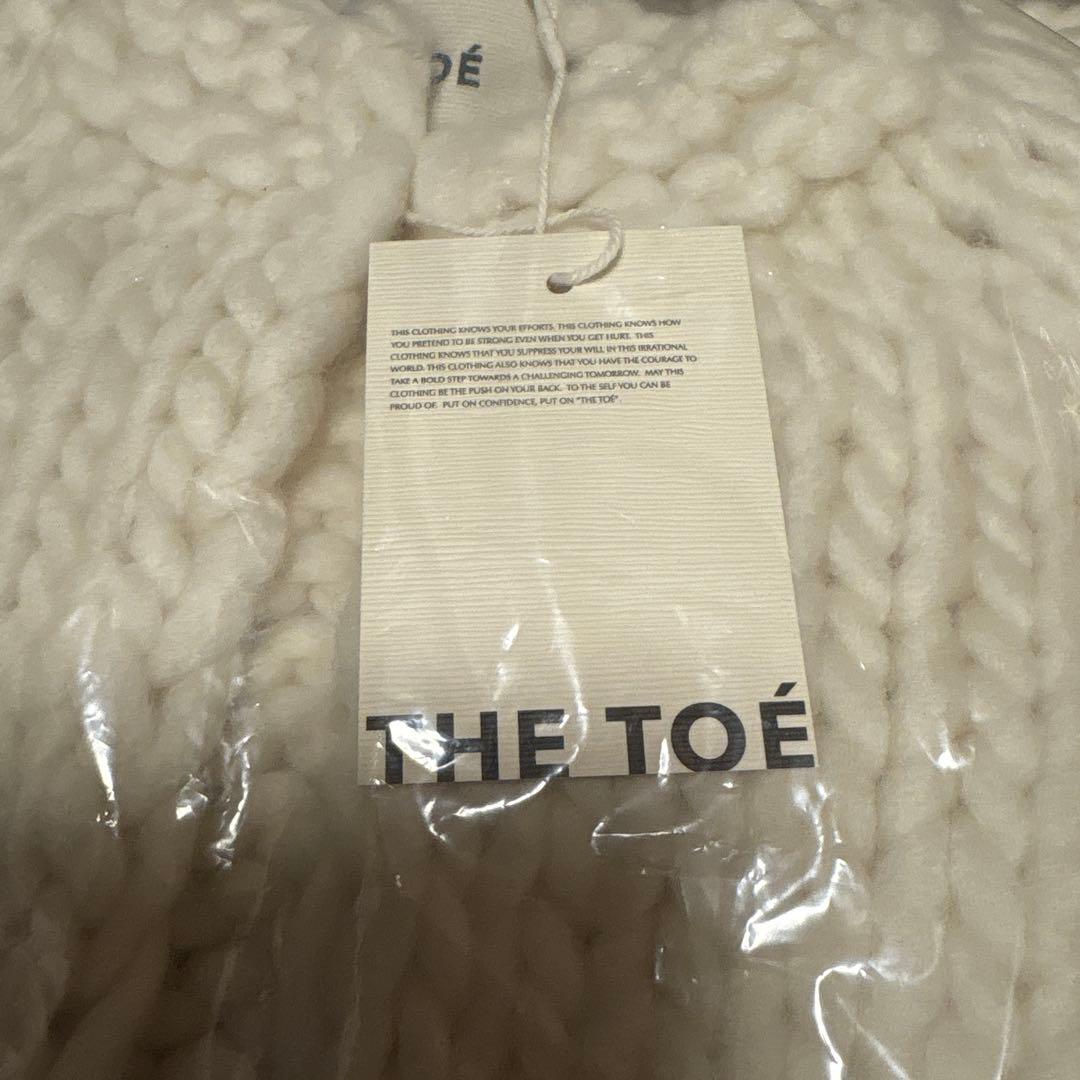 OÉ
THIS CLOTHING KNOWS YOUR EFFORTS. THIS CLOTHING KNOWS HOW
YOU PRETEND TO BE STRONG EVEN WHEN YOU GET HURT. THIS
CLOTHING KNOWS THAT YOU SUPPRESS YOUR WILL IN THIS IRRATIONAL
WORLD. THIS CLOTHING ALSO KNOWS THAT YOU HAVE THE COURAGE TO
TAKE A BOLD STEP TOWARDS A CHALLENGING TOMORROW. MAY THIS
CLOTHING BE THE PUSH ON YOUR BACK. TO THE SELF YOU CAN BE
PROUD OF. PUT ON CONFIDENCE, PUT ON "THE TOÉ".
THE TOÉ